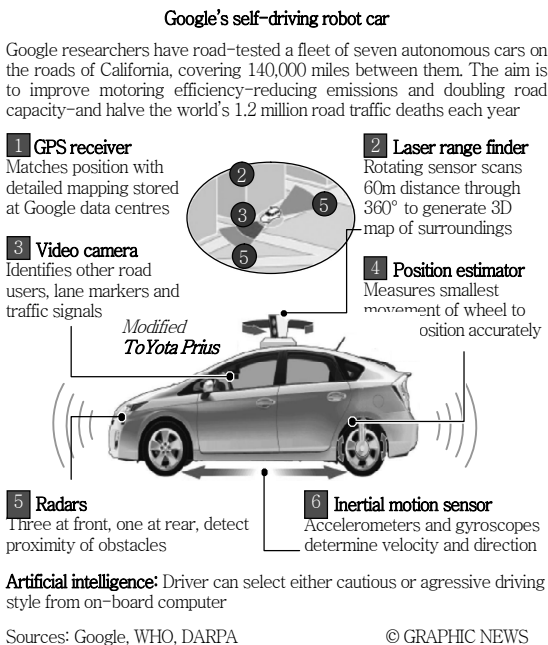 Google's self-driving robot car
Google researchers have road-tested a fleet of seven autonomous cars on
the roads of California, covering 140,000 miles between them. The aim is
to improve motoring efficiency-reducing emissions and doubling road
capacity-and halve the world's 1.2 million road traffic deaths each year
1 GPS receiver
Matches position with
detailed mapping stored
at Google data centres
2 Laser range finder
Rotating sensor scans
60m distance through
360° to generate 3D
map of surroundings
2
3
5
5
3 Video camera
Identifies other road
users, lane markers and
traffic signals
4 Position estimator
Measures smallest
movement of wheel to
osition accurately
Modified
ToYota Prius
5 Radars
Three at front, one at rear, detect
proximity of obstacles
6 Inertial motion sensor
Accelerometers and gyroscopes
determine velocity and direction
Artificial intelligence: Driver can select either cautious or agressive driving
style from on-board computer
Sources: Google, WHO, DARPA
© GRAPHIC NEWS